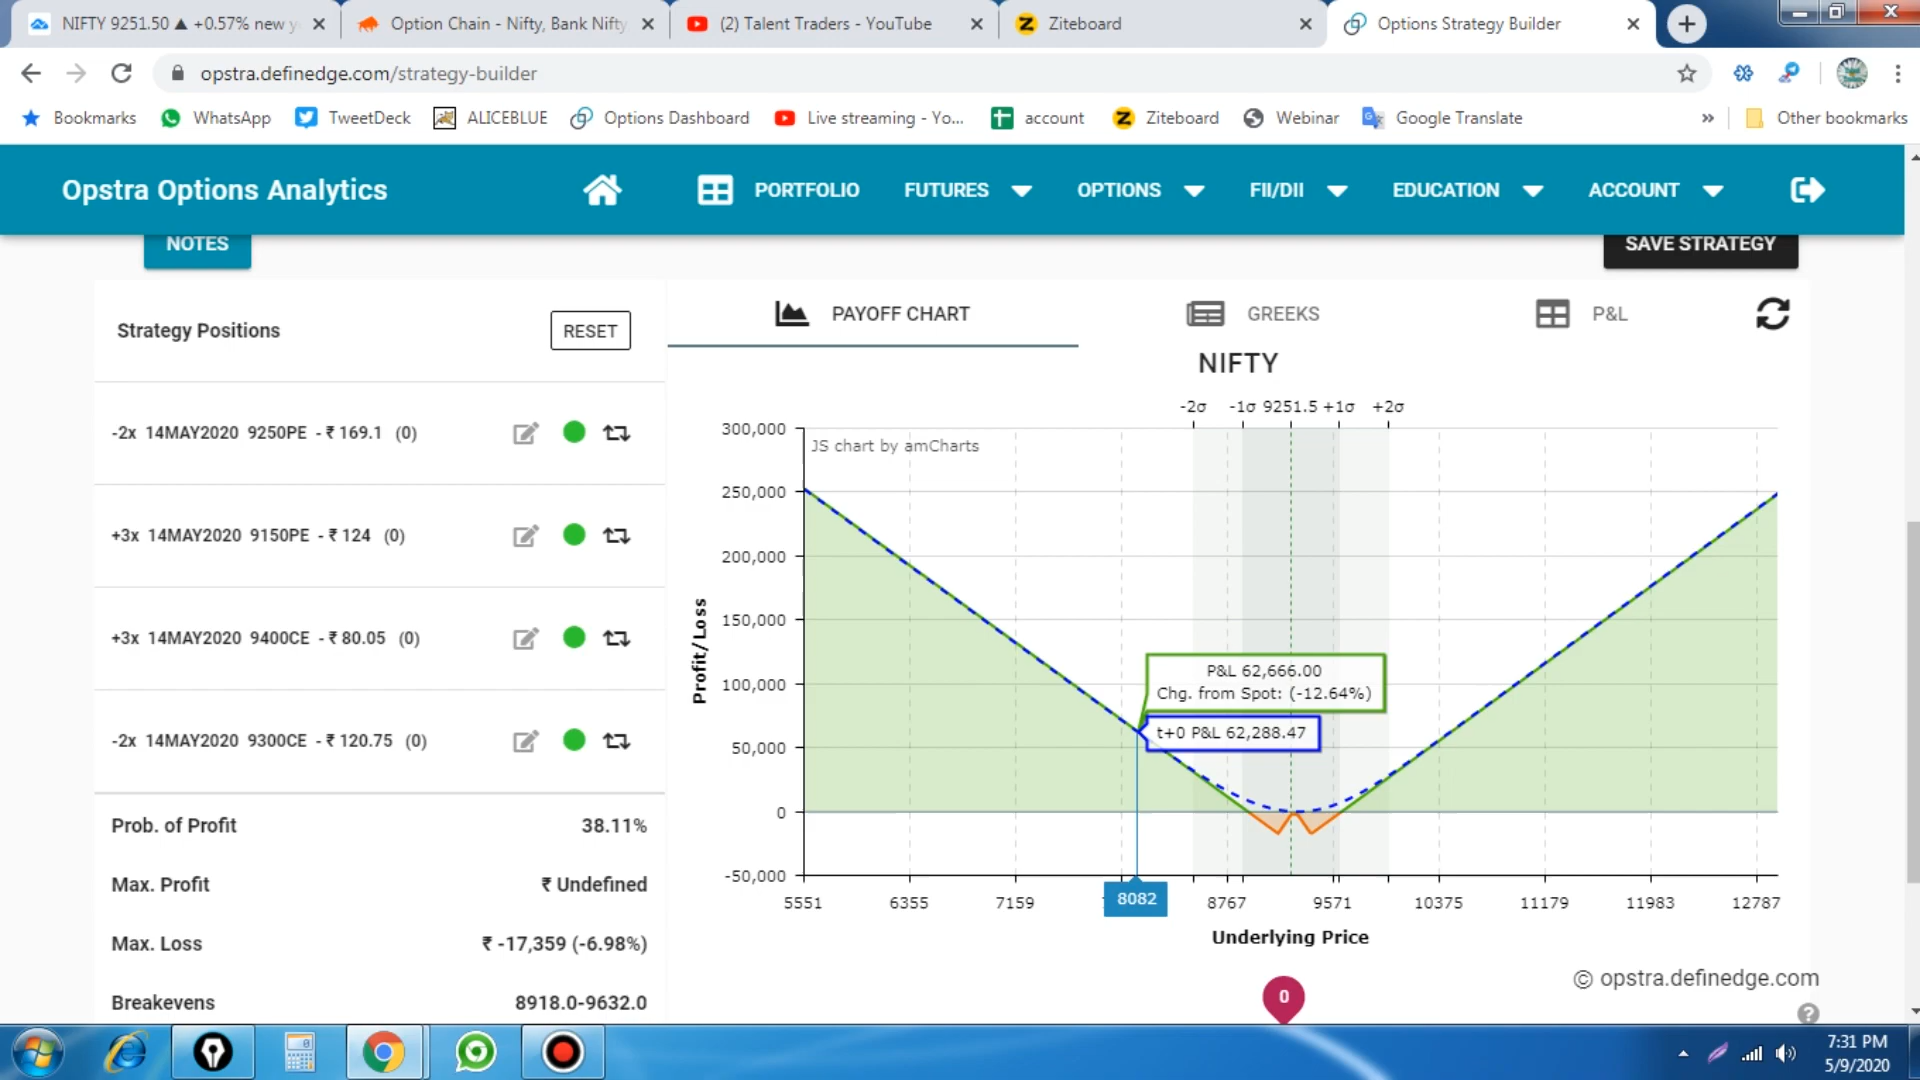 NIFTY 9251.50 ▲ +0.57% new y
Option Chain - Nifty, Bank Nifty
(2) Talent Traders - YouTube
Ziteboard
Options Strategy Builder
opstra.definedge.com/strategy-builder
Bookmarks
WhatsApp
TweetDeck
ALICEBLUE
Options Dashboard
Live streaming - Yo...
account
Ziteboard
Webinar
Google Translate
»
Other bookmarks
Opstra Options Analytics
PORTFOLIO
FUTURES
OPTIONS
FII/DII
EDUCATION
ACCOUNT
NOTES
SAVE STRATEGY
Strategy Positions
RESET
-2x 14MAY2020 9250PE - ₹ 169.1 (0)
+3x 14MAY2020 9150PE - ₹ 124 (0)
+3x 14MAY2020 9400CE - ₹ 80.05 (0)
-2x 14MAY2020 9300CE - ₹ 120.75 (0)
Prob. of Profit 38.11%
Max. Profit ₹ Undefined
Max. Loss ₹ -17,359 (-6.98%)
Breakevens 8918.0-9632.0
PAYOFF CHART
GREEKS
P&L
NIFTY
-2σ -1σ 9251.5 +1σ +2σ
JS chart by amCharts
300,000
250,000
200,000
150,000
100,000
50,000
0
-50,000
Profit/Loss
P&L 62,666.00
Chg. from Spot: (-12.64%)
t+0 P&L 62,288.47
5551 6355 7159 8082 8767 9571 10375 11179 11983 12787
Underlying Price
© opstra.definedge.com
0
?
7:31 PM
5/9/2020